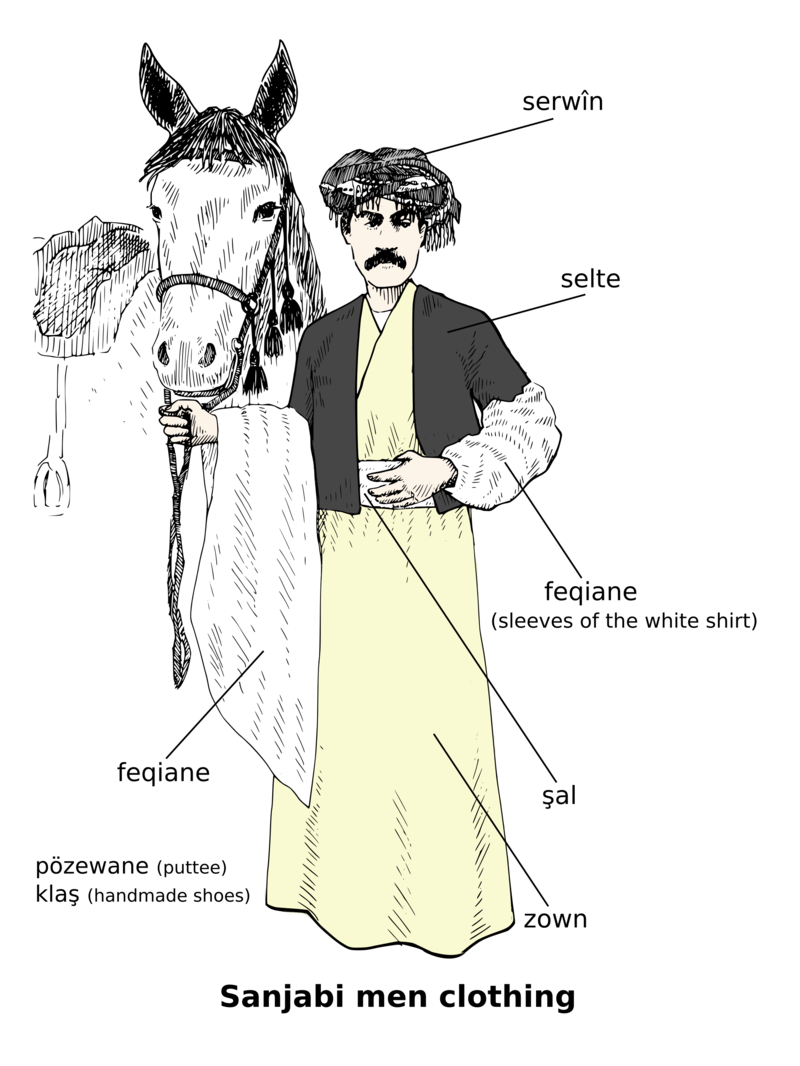 serwîn
selte
feqiane
(sleeves of the white shirt)
feqiane
şal
pözewane (puttee)
klaş (handmade shoes)
zown
Sanjabi men clothing